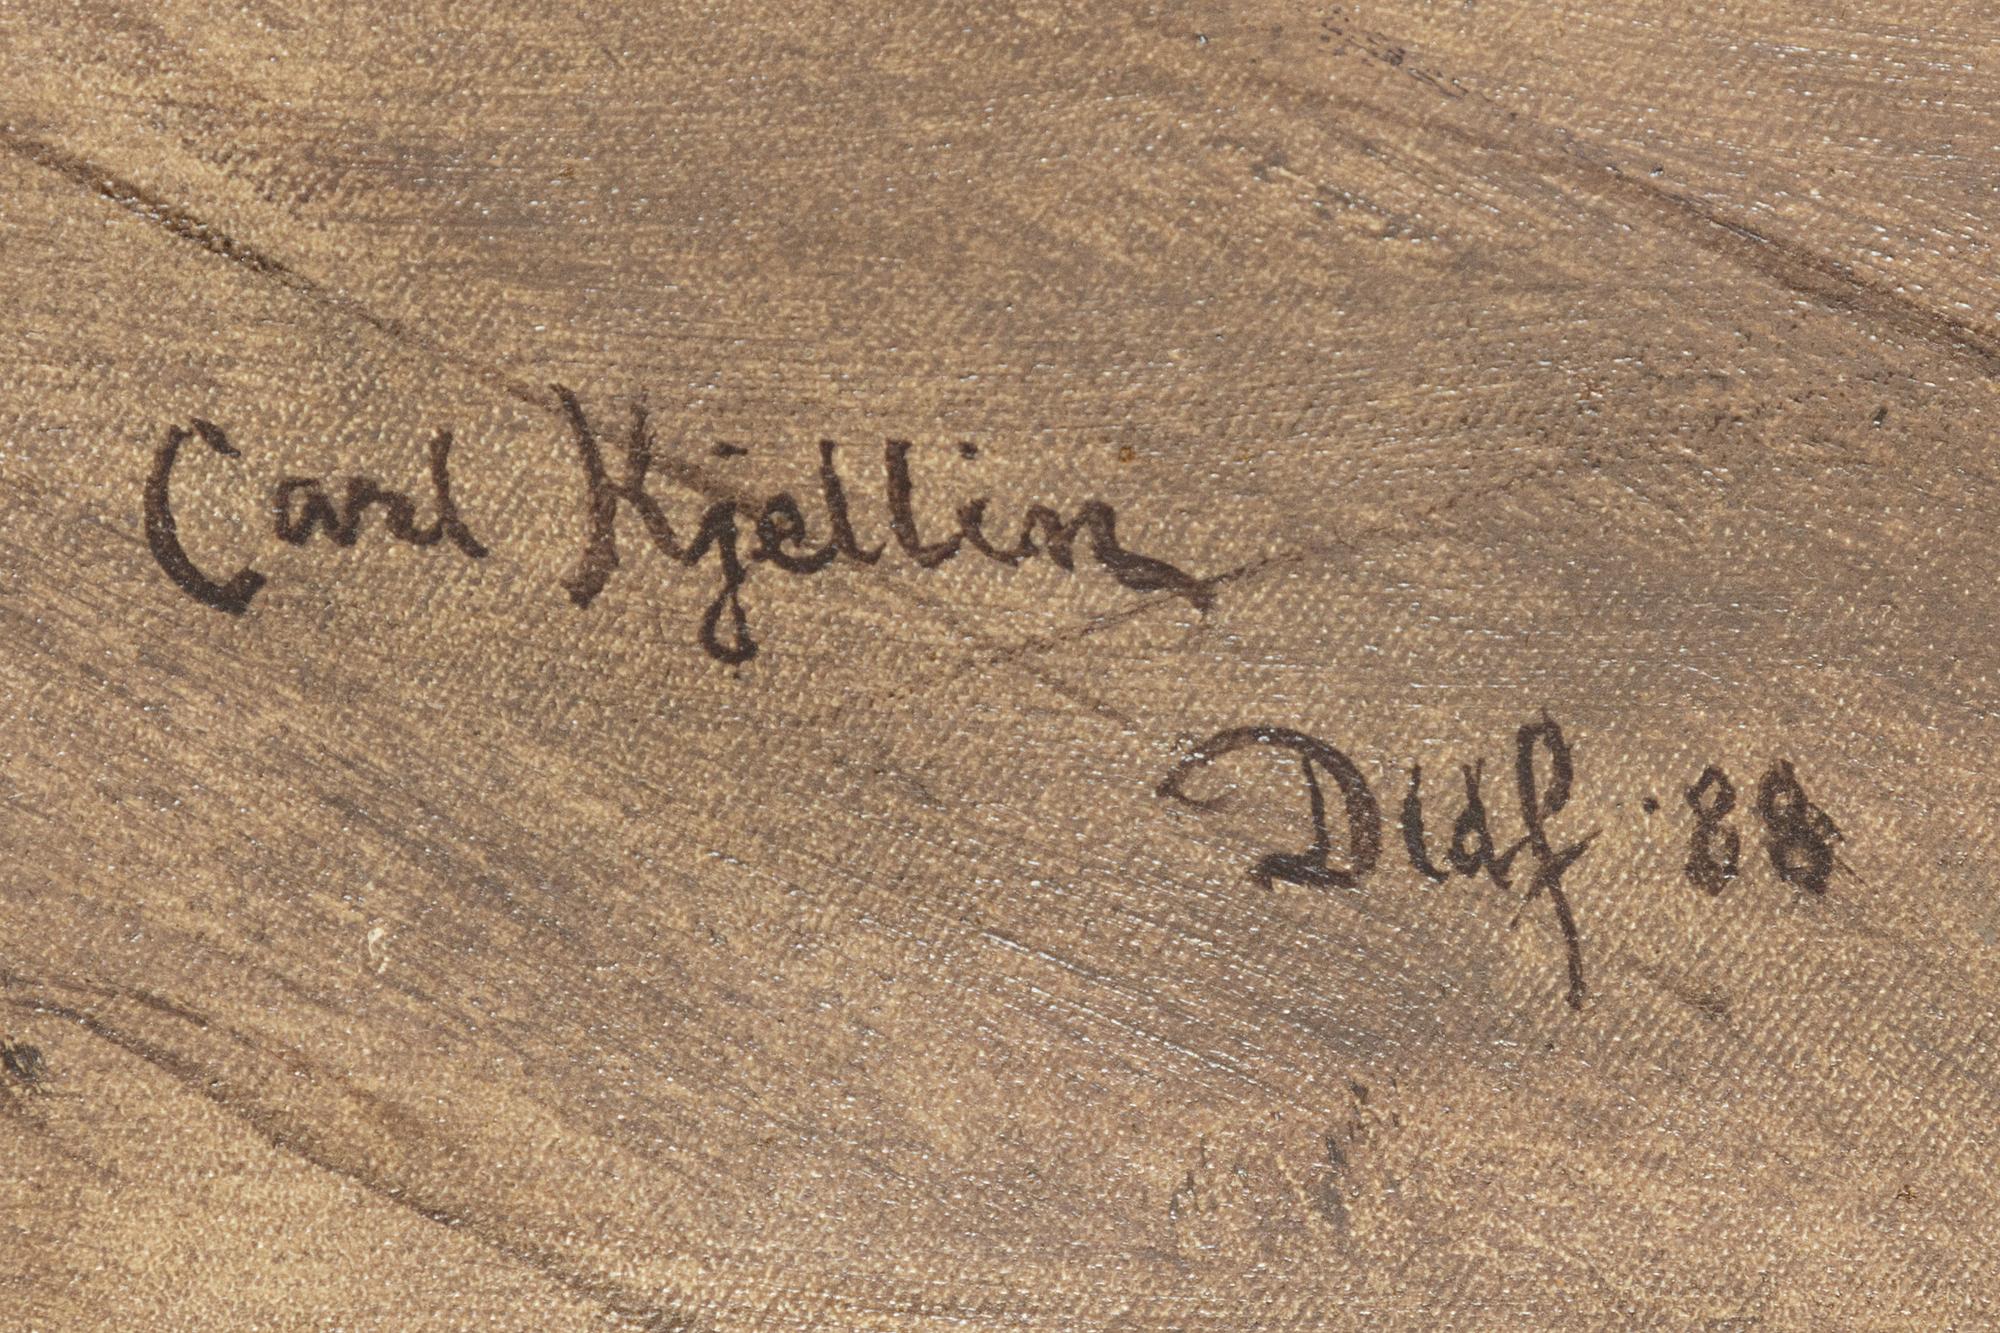 Carl Kjellin
Dldf · 88